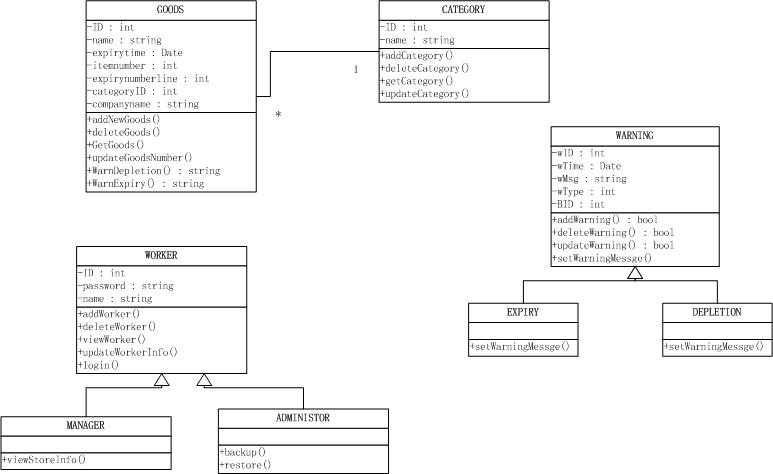 GOODS
-ID : int
-name : string
-expirytime : Date
-itemnumber : int
-expirynumberline : int
-categoryID : int
-companyname : string
+addNewGoods()
+deleteGoods()
+GetGoods()
+updateGoodsNumber()
+WarnDepletion() : string
+WarnExpiry() : string
CATEGORY
-ID : int
-name : string
+addCategory()
+deleteCategory()
+getCategory()
+updateCategory()
1
*
WARNING
-wID : int
-wTime : Date
-wMsg : string
-wType : int
-BID : int
+addWarning() : bool
+deleteWarning() : bool
+updateWarning() : bool
+setWarningMessge()
WORKER
-ID : int
-password : string
-name : string
+addWorker()
+deleteWorker()
+viewWorker()
+updateWorkerInfo()
+login()
EXPIRY
+setWarningMessge()
DEPLETION
+setWarningMessge()
MANAGER
+viewStoreInfo()
ADMINISTOR
+backup()
+restore()